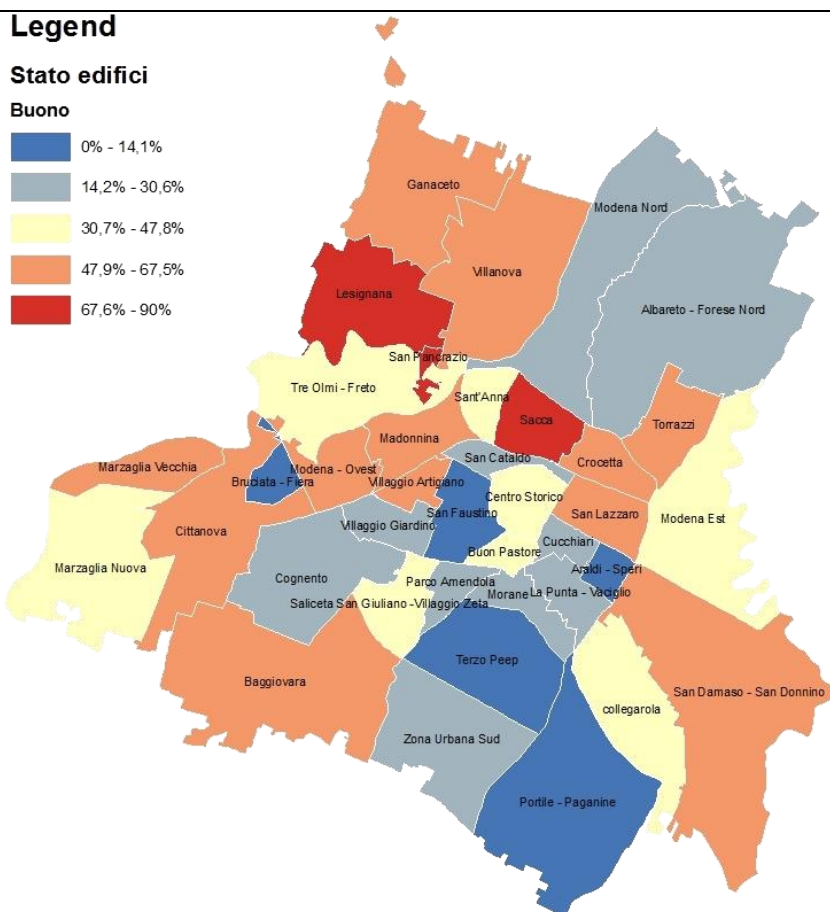 Legend
Stato edifici
Buono
0% - 14,1%
14,2% - 30,6%
30,7% - 47,8%
47,9% - 67,5%
67,6% - 90%
Ganaceto
Modena Nord
Villanova
Lesignana
Albareto - Forese Nord
San Pancrazio
Tre Olmi - Freto
Sant'Anna
Sacca
Torrazzi
Madonnina
San Cataldo
Crocetta
Marzaglia Vecchia
Modena - Ovest
Bruciata - Fiera
Villaggio Artigiano
Centro Storico
San Faustino
San Lazzaro
Modena Est
Cittanova
Villaggio Giardino
Cucchiari
Buon Pastore
Marzaglia Nuova
Araldi - Speri
Cognento
Parco Amendola
Morane
La Punta - Vaciglio
Saliceta San Giuliano -Villaggio Zeta
Terzo Peep
Baggiovara
San Damaso - San Donnino
collegarola
Zona Urbana Sud
Portile - Paganine